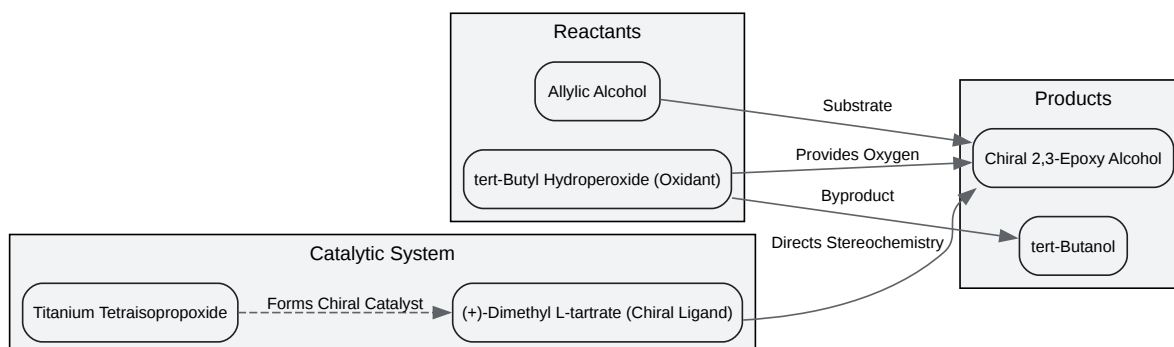 Reactants
Allylic Alcohol
tert-Butyl Hydroperoxide (Oxidant)
Substrate
Provides Oxygen
Byproduct
Directs Stereochemistry
Products
Chiral 2,3-Epoxy Alcohol
tert-Butanol
Catalytic System
Titanium Tetraisopropoxide
Forms Chiral Catalyst
(+)-Dimethyl L-tartrate (Chiral Ligand)